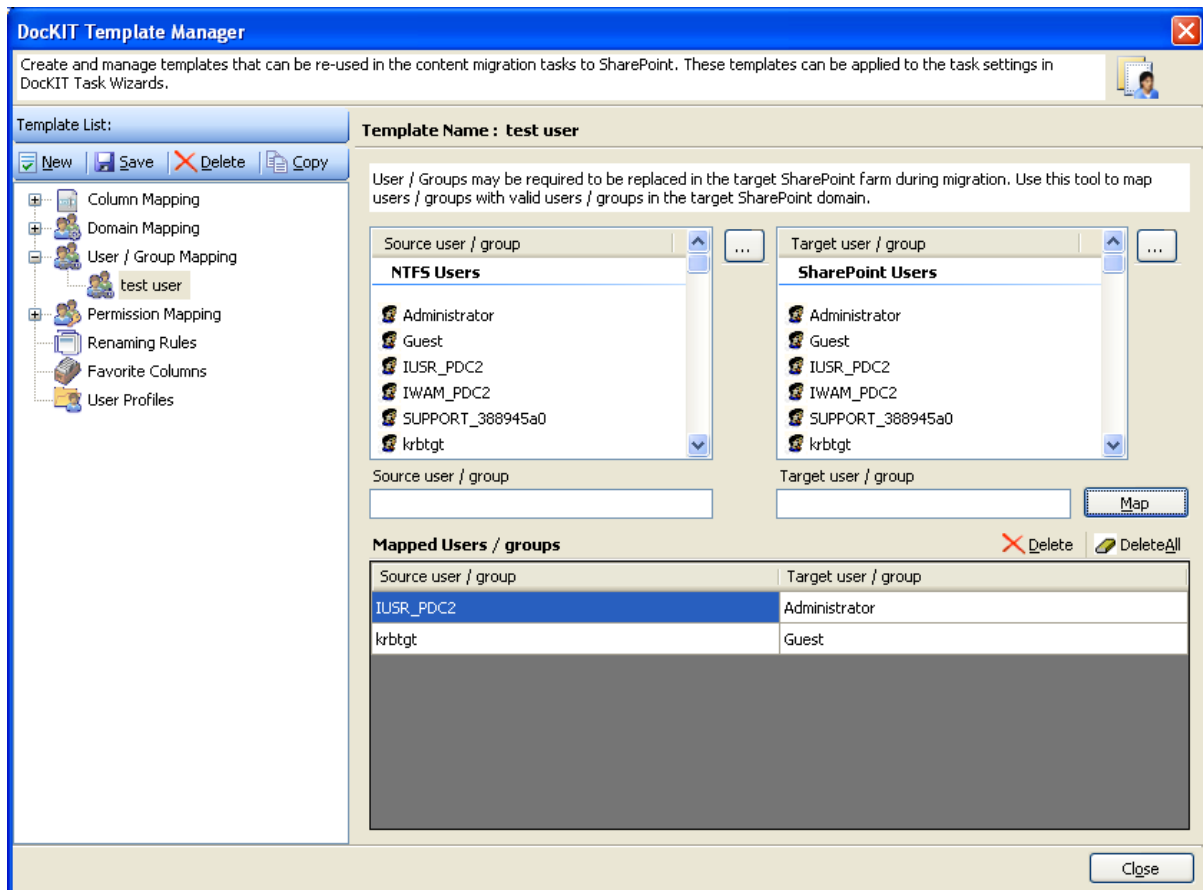 DocKIT Template Manager
Create and manage templates that can be re-used in the content migration tasks to SharePoint. These templates can be applied to the task settings in
DocKIT Task Wizards.
Template List:
New Save Delete Copy
Column Mapping
Domain Mapping
User / Group Mapping
test user
Permission Mapping
Renaming Rules
Favorite Columns
User Profiles
Template Name : test user
User / Groups may be required to be replaced in the target SharePoint farm during migration. Use this tool to map
users / groups with valid users / groups in the target SharePoint domain.
Source user / group
NTFS Users
Administrator
Guest
IUSR_PDC2
IWAM_PDC2
SUPPORT_388945a0
krbtgt
...
Target user / group
SharePoint Users
Administrator
Guest
IUSR_PDC2
IWAM_PDC2
SUPPORT_388945a0
krbtgt
...
Source user / group
Target user / group
Map
Mapped Users / groups
Delete DeleteAll
Source user / group Target user / group
IUSR_PDC2 Administrator
krbtgt Guest
Close